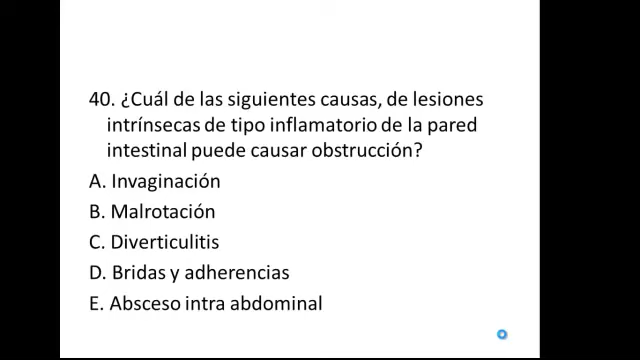 40. ¿Cuál de las siguientes causas, de lesiones
intrínsecas de tipo inflamatorio de la pared
intestinal puede causar obstrucción?
A. Invaginación
B. Malrotación
C. Diverticulitis
D. Bridas y adherencias
E. Absceso intra abdominal